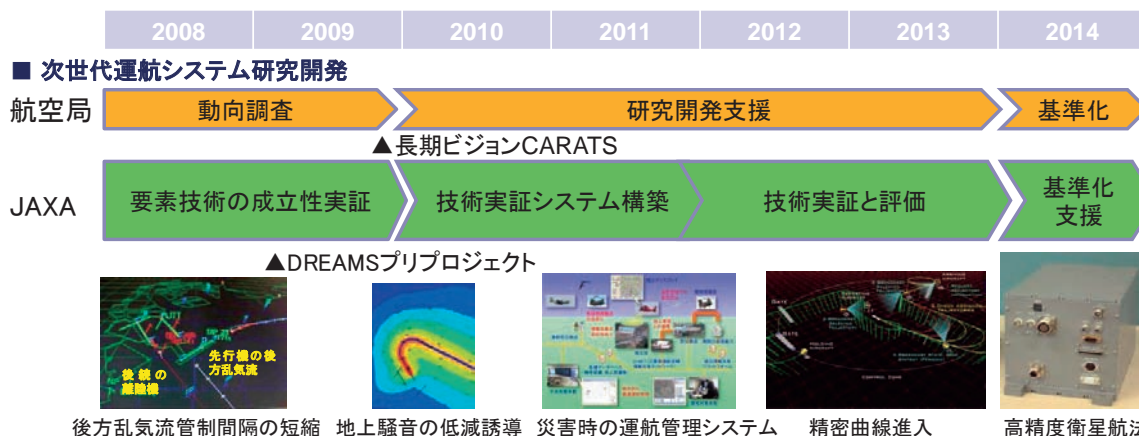 2008 2009 2010 2011 2012 2013 2014
■ 次世代運航システム研究開発
航空局 動向調査 研究開発支援 基準化
▲長期ビジョンCARATS
JAXA 要素技術の成立性実証 技術実証システム構築 技術実証と評価 基準化
支援
▲DREAMSプリプロジェクト
先行機の後
方乱気流
後続の
離陸機
GATE
GATE
HOLDING
AIRCRAFT
CONTROL ZONE
後方乱気流管制間隔の短縮 地上騒音の低減誘導 災害時の運航管理システム 精密曲線進入 高精度衛星航法